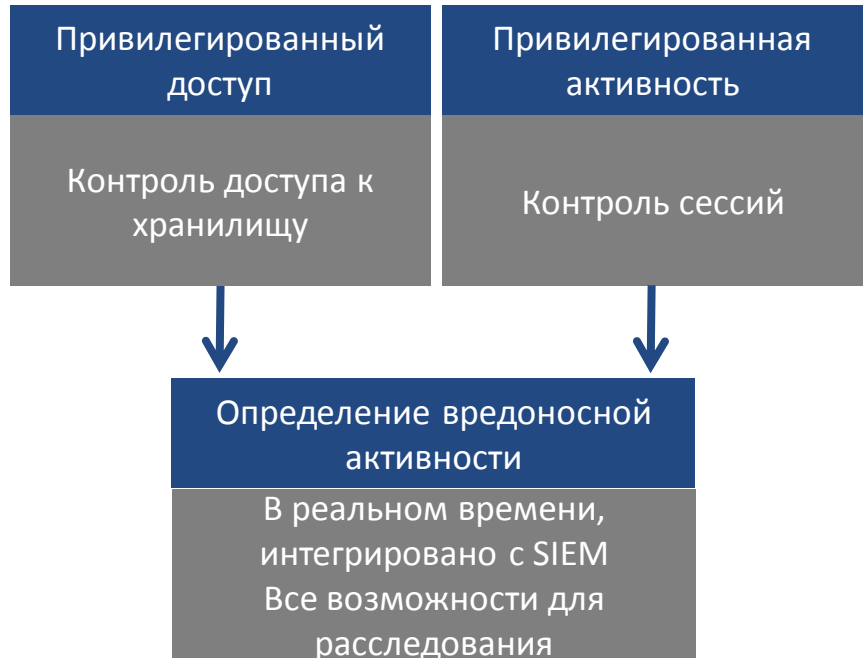 Привилегированный
доступ
Контроль доступа к
хранилищу
Привилегированная
активность
Контроль сессий
Определение вредоносной
активности
В реальном времени,
интегрировано с SIEM
Все возможности для
расследования